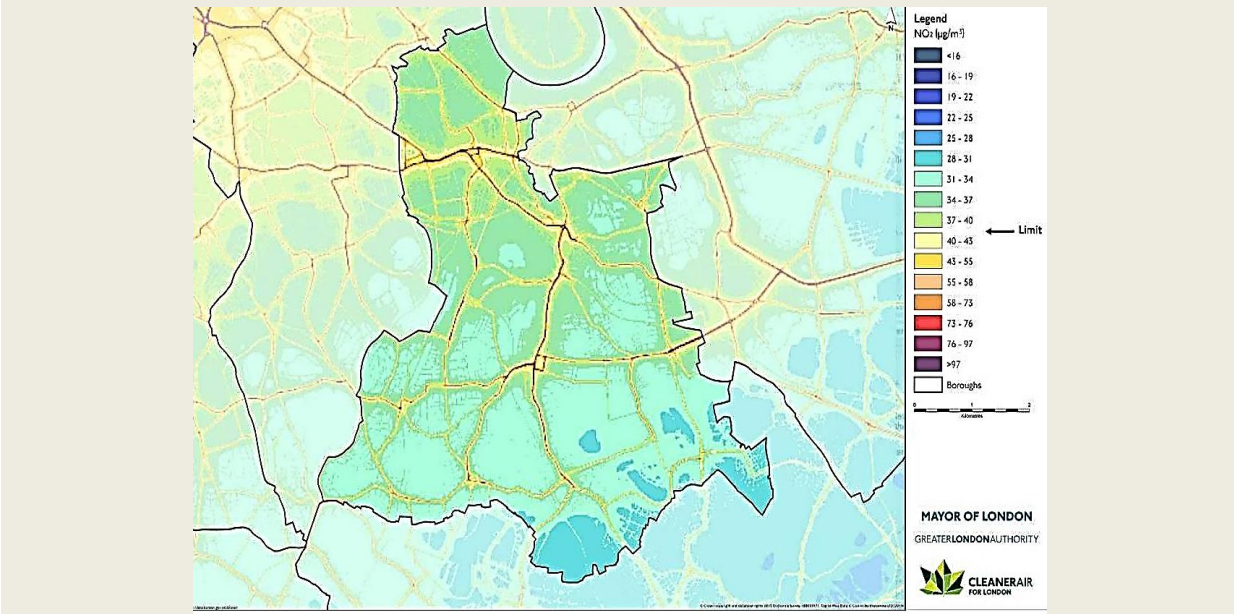 N
Legend
NO₂ (µg/m³)
<16
16 - 19
19 - 22
22 - 25
25 - 28
28 - 31
31 - 34
34 - 37
37 - 40
Limit
40 - 43
43 - 55
55 - 58
58 - 73
73 - 76
76 - 97
>97
Boroughs
0 1 2
Kilometres
MAYOR OF LONDON
GREATERLONDONAUTHORITY
CLEANERAIR
FOR LONDON